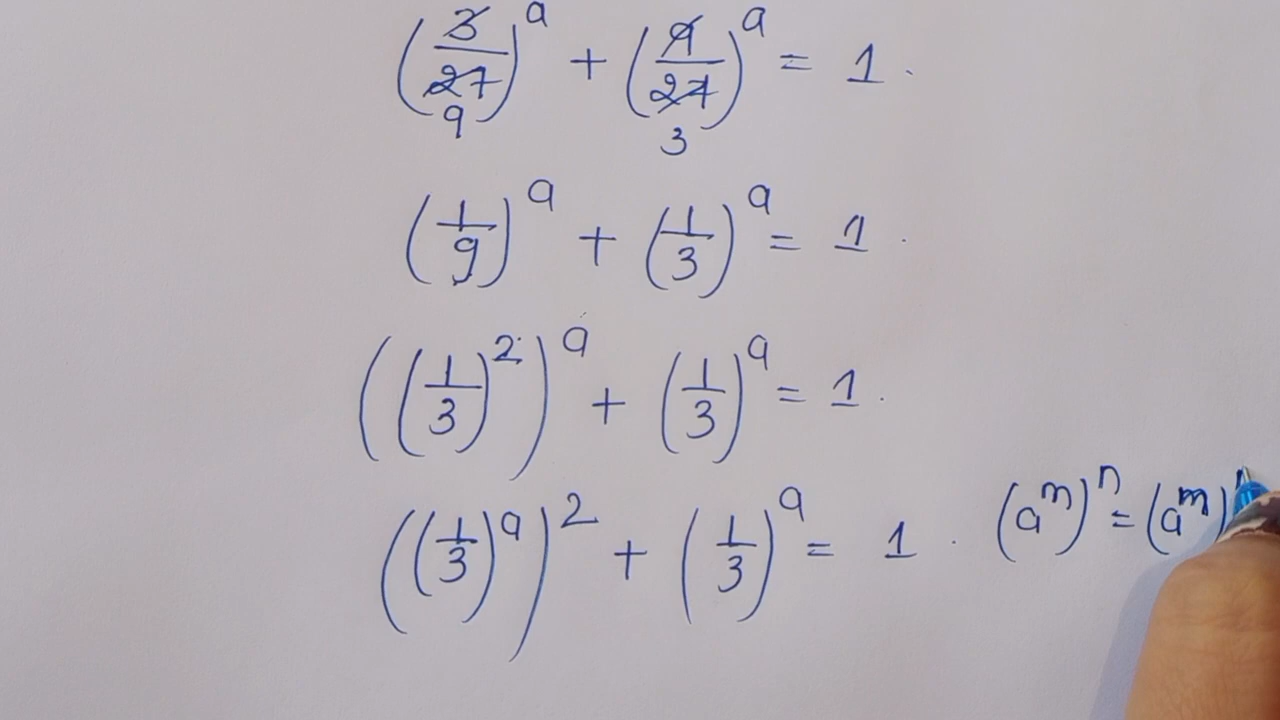 (3/27)^a + (9/27)^a = 1.
9 3
(1/9)^a + (1/3)^a = 1.
((1/3)^2)^a + (1/3)^a = 1.
((1/3)^a)^2 + (1/3)^a = 1. (a^m)^n = (a^m)